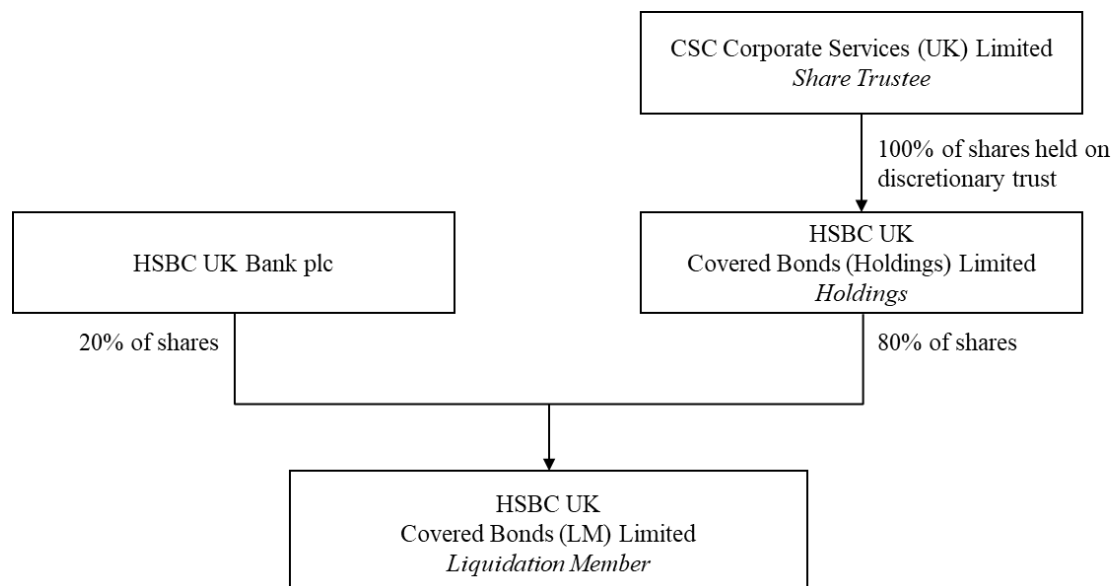 CSC Corporate Services (UK) Limited
Share Trustee
100% of shares held on
discretionary trust
HSBC UK Bank plc
HSBC UK
Covered Bonds (Holdings) Limited
Holdings
20% of shares
80% of shares
HSBC UK
Covered Bonds (LM) Limited
Liquidation Member